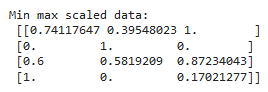 Min max scaled data:
[[0.74117647 0.39548023 1.        ]
[0.         1.         0.        ]
[0.6        0.5819209  0.87234043]
[1.         0.         0.17021277]]